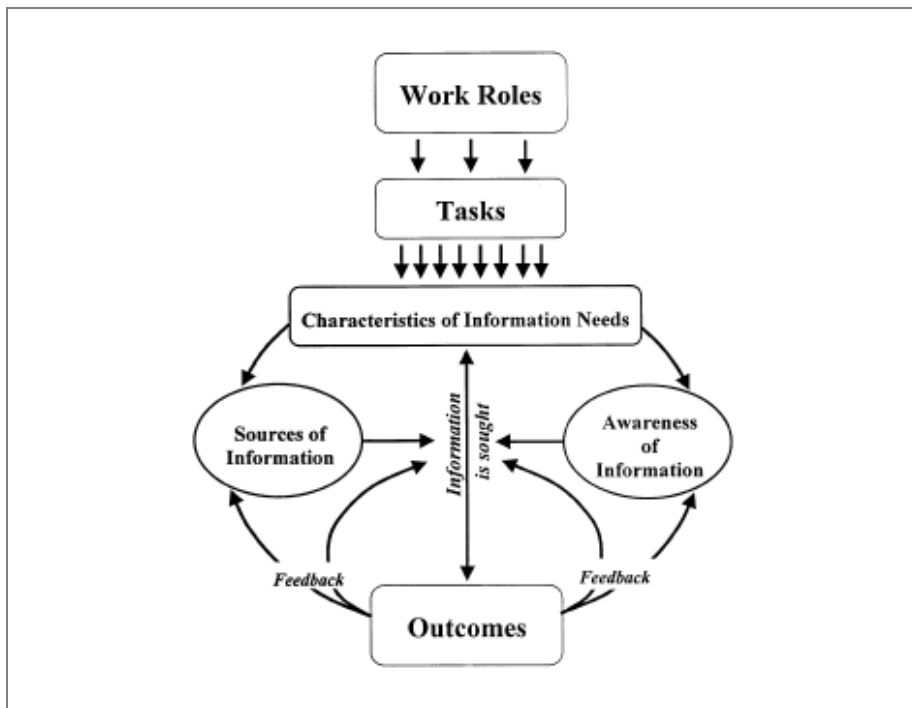 Work Roles
Tasks
Characteristics of Information Needs
Sources of
Information
Information
is sought
Awareness
of
Information
Feedback
Feedback
Outcomes